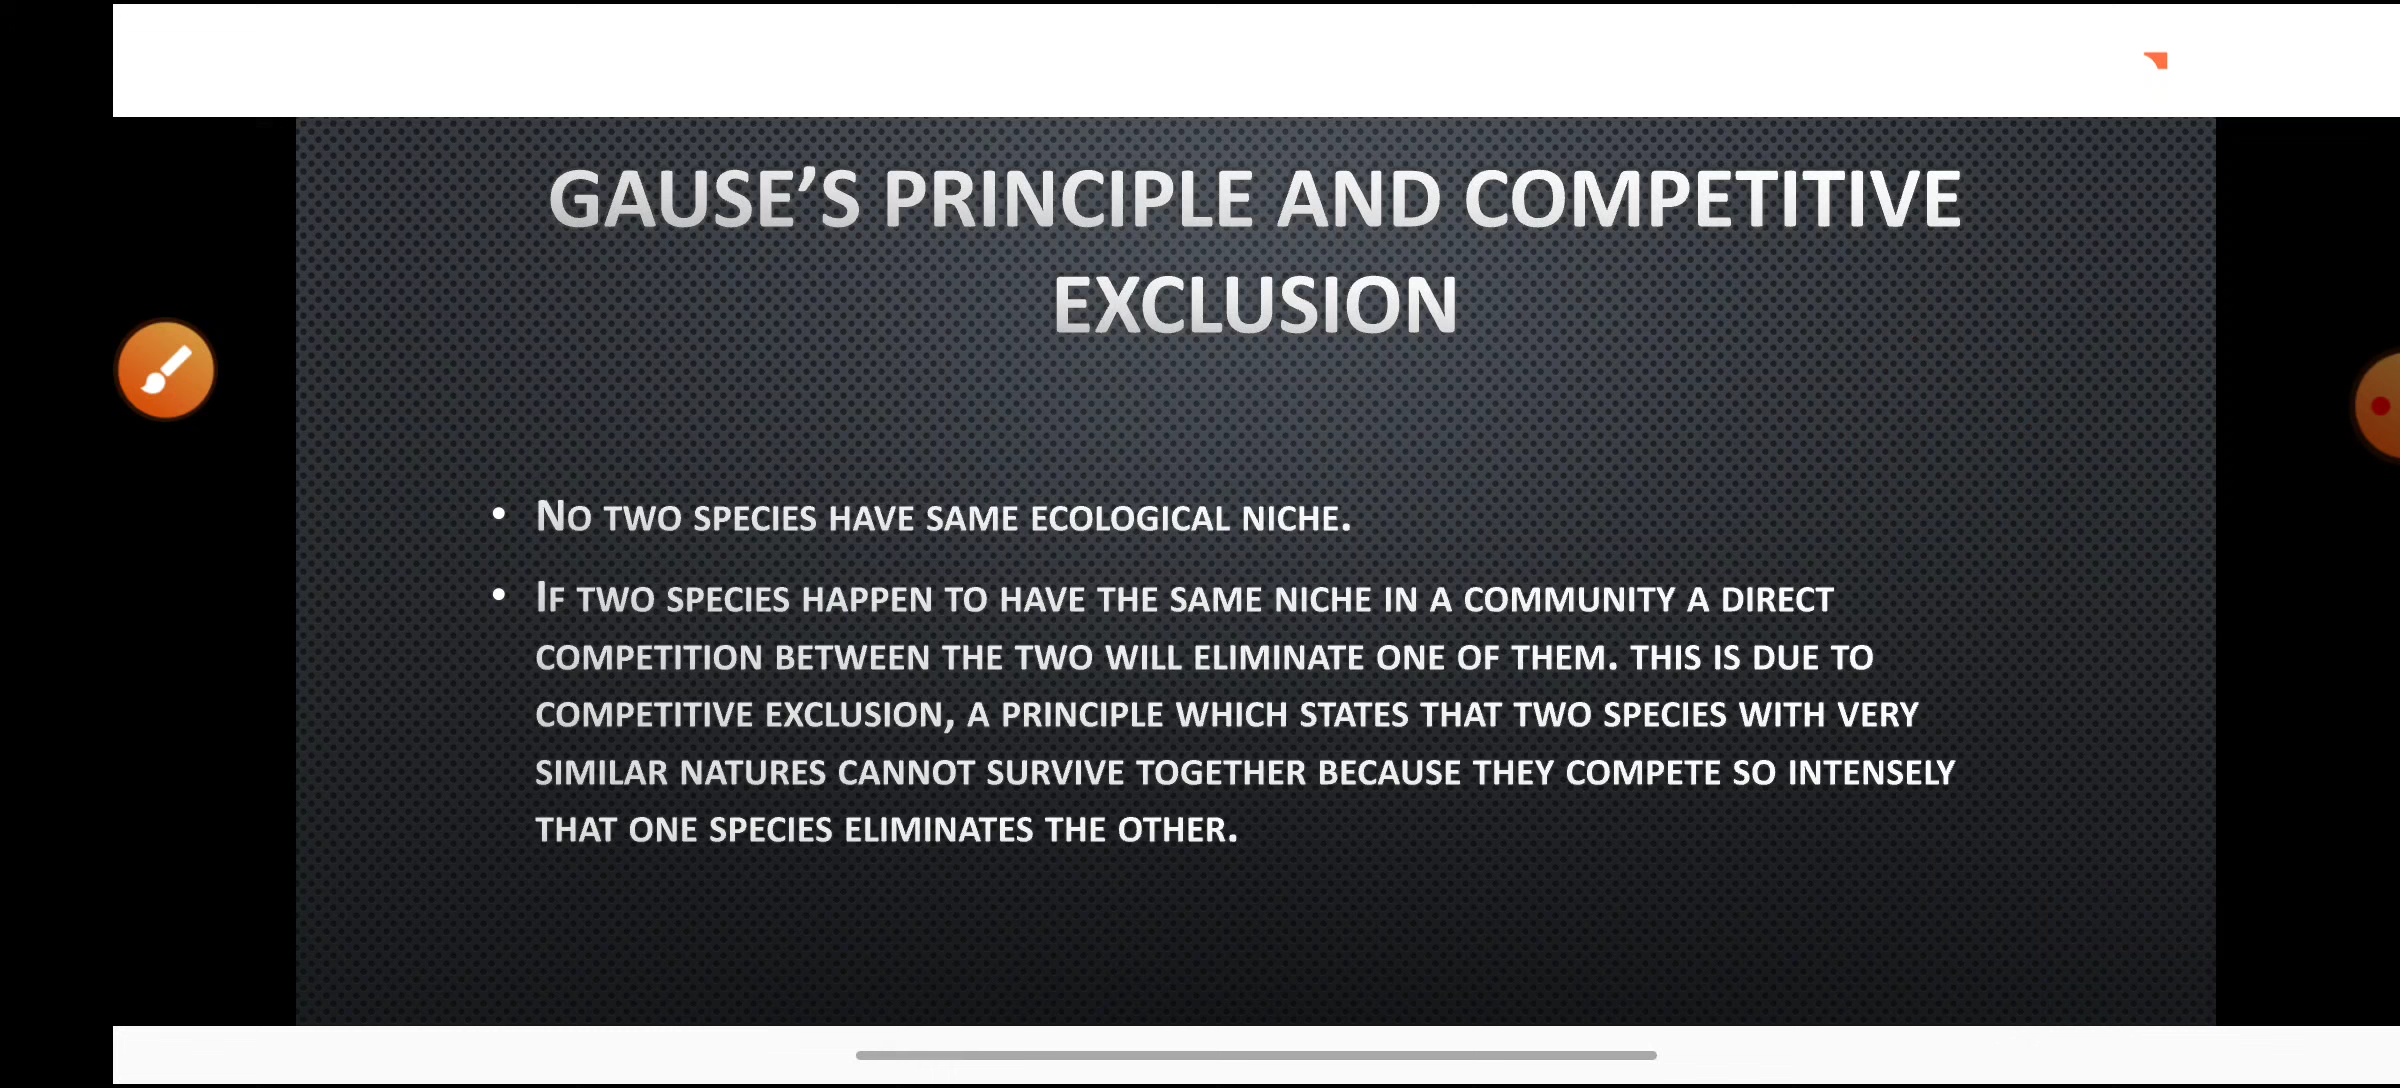 GAUSE’S PRINCIPLE AND COMPETITIVE
EXCLUSION
• NO TWO SPECIES HAVE SAME ECOLOGICAL NICHE.
• IF TWO SPECIES HAPPEN TO HAVE THE SAME NICHE IN A COMMUNITY A DIRECT
COMPETITION BETWEEN THE TWO WILL ELIMINATE ONE OF THEM. THIS IS DUE TO
COMPETITIVE EXCLUSION, A PRINCIPLE WHICH STATES THAT TWO SPECIES WITH VERY
SIMILAR NATURES CANNOT SURVIVE TOGETHER BECAUSE THEY COMPETE SO INTENSELY
THAT ONE SPECIES ELIMINATES THE OTHER.